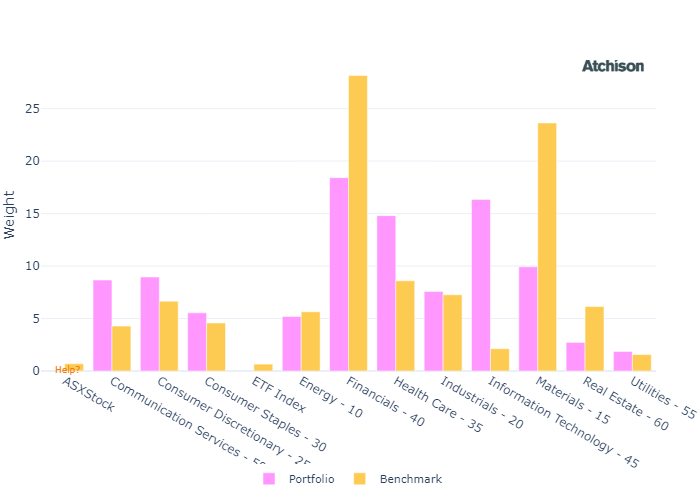 Atchison
Weight
25
20
15
10
5
0
Help?
ASXStock
Communication Services - 50
Consumer Discretionary - 25
Consumer Staples - 30
ETF Index
Energy - 10
Financials - 40
Health Care - 35
Industrials - 20
Information Technology - 45
Materials - 15
Real Estate - 60
Utilities - 55
Portfolio
Benchmark